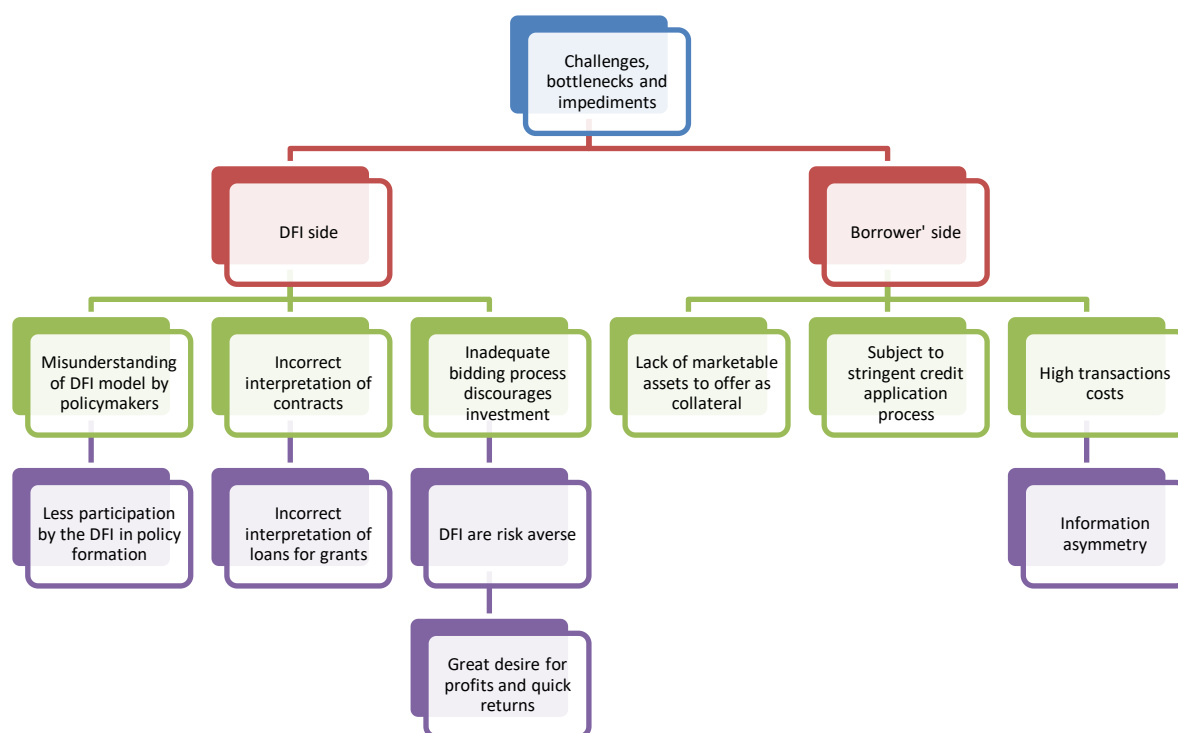 Challenges,
bottlenecks and
impediments
DFI side
Borrower' side
Misunderstanding
of DFI model by
policymakers
Incorrect
interpretation of
contracts
Inadequate
bidding process
discourages
investment
Lack of marketable
assets to offer as
collateral
Subject to
stringent credit
application
process
High transactions
costs
Less participation
by the DFI in policy
formation
Incorrect
interpretation of
loans for grants
DFI are risk averse
Information
asymmetry
Great desire for
profits and quick
returns